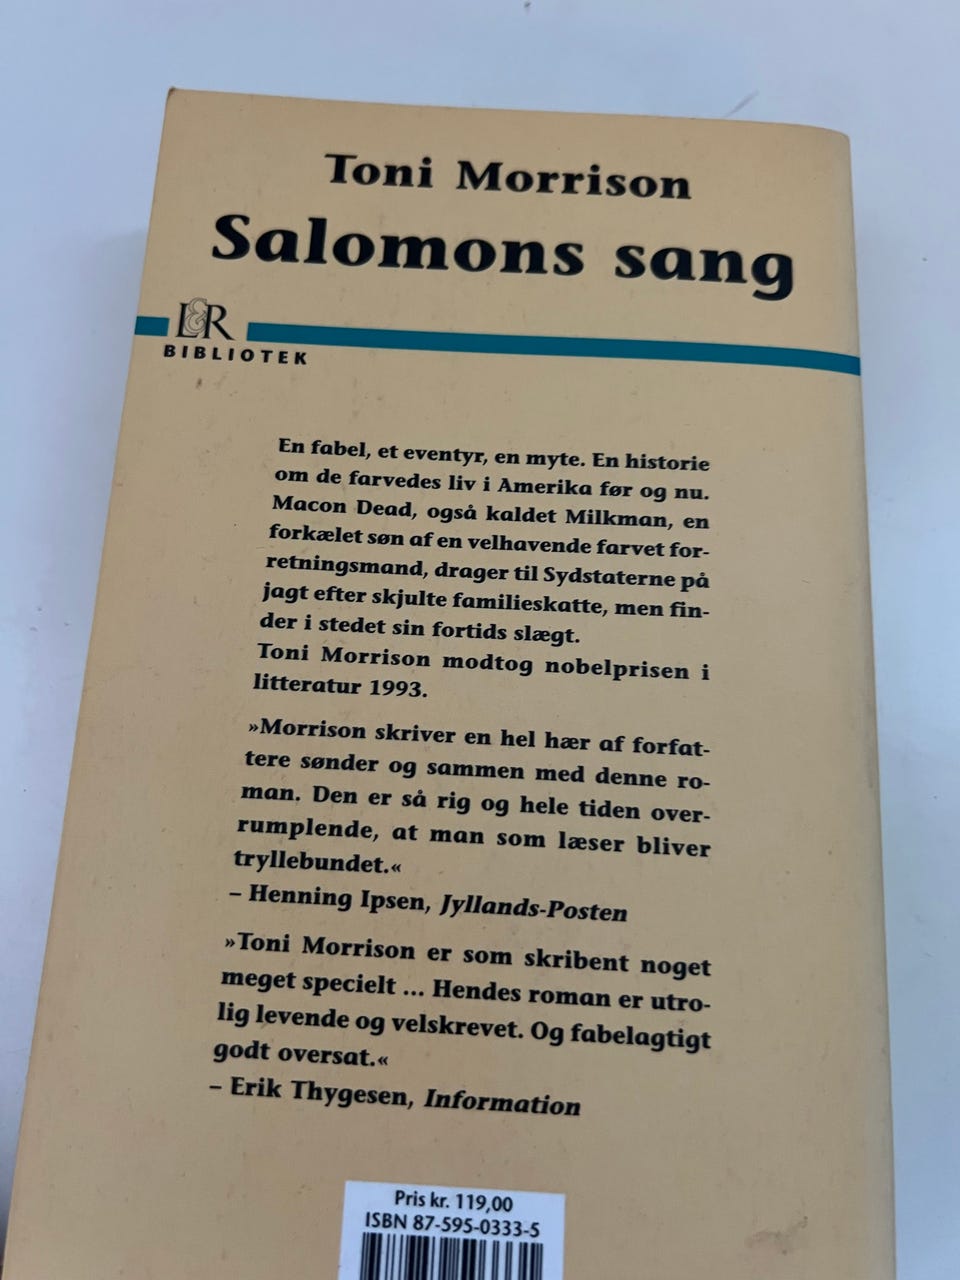 Toni Morrison
Salomons sang
L&R
BIBLIOTEK
En fabel, et eventyr, en myte. En historie
om de farvedes liv i Amerika før og nu.
Macon Dead, også kaldet Milkman, en
forkælet søn af en velhavende farvet for-
retningsmand, drager til Sydstaterne på
jagt efter skjulte familieskatte, men fin-
der i stedet sin fortids slægt.
Toni Morrison modtog nobelprisen i
litteratur 1993.
»Morrison skriver en hel hær af forfat-
tere sønder og sammen med denne ro-
man. Den er så rig og hele tiden over-
rumplende, at man som læser bliver
tryllebundet.«
– Henning Ipsen, Jyllands-Posten
»Toni Morrison er som skribent noget
meget specielt ... Hendes roman er utro-
lig levende og velskrevet. Og fabelagtigt
godt oversat.«
– Erik Thygesen, Information
Pris kr. 119,00
ISBN 87-595-0333-5